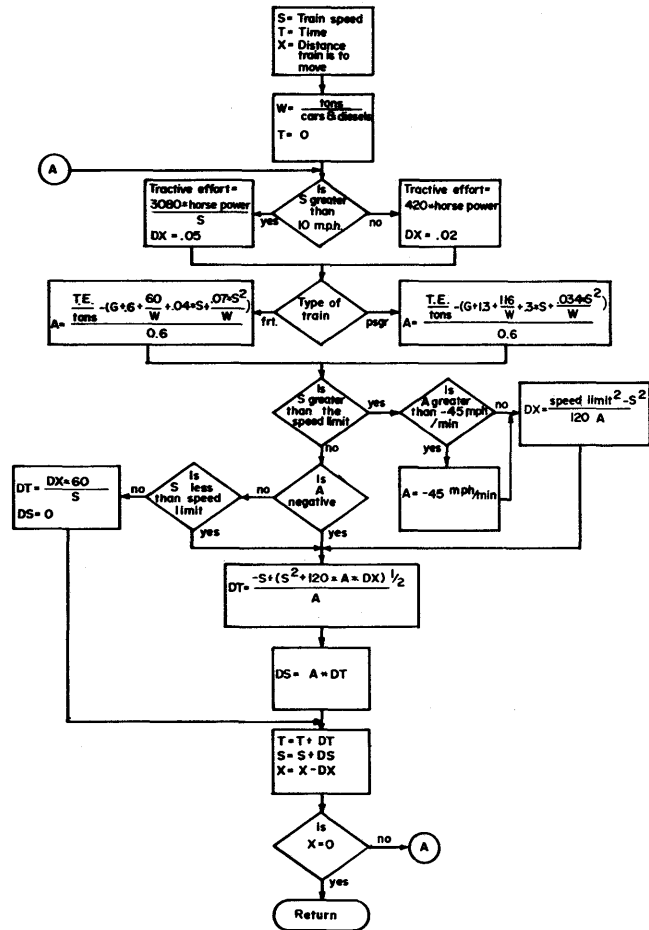 S = Train speed
T = Time
X = Distance
train is to
move
W = tons
cars & diesels
T = 0
A
Tractive effort =
3080*horse power
S
DX = .05
yes
Is
S greater
than
10 m.p.h.
no
Tractive effort=
420*horse power
DX = .02
A = T.E. / tons -(G+.6+ 60 / W +.04*S+ .07*S² / W)
0.6
frt.
Type of
train
psgr
A = T.E. / tons -(G+1.3+ 116 / W +.3*S+ .034*S² / W)
0.6
Is
S greater
than the
speed limit
yes
no
Is
A greater
than -45 mph
/min
no
yes
DX = speed limit² - S²
120 A
A = -45 mph/min
DT = DX*60
S
DS = 0
no
Is
S less
than speed
limit
yes
no
Is
A
negative
yes
DT = -S+(S²+120*A*DX) 1/2
A
DS = A * DT
T = T+ DT
S = S+DS
X = X-DX
Is
X=0
no
A
yes
Return